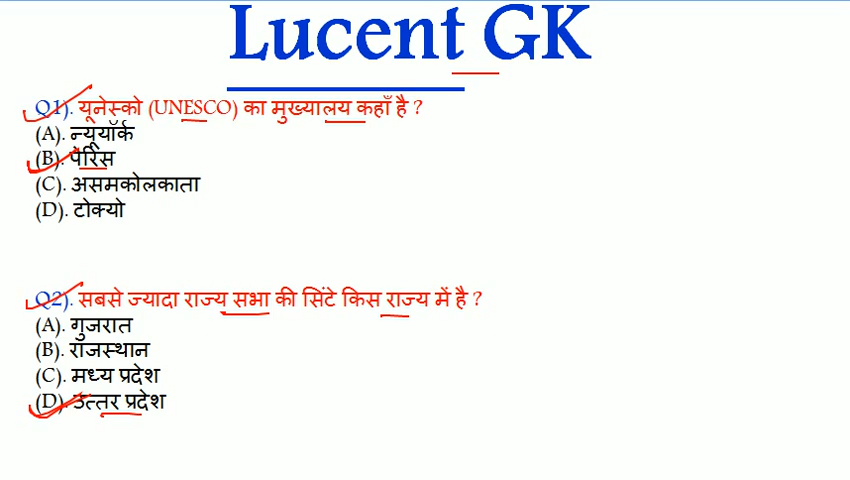 Lucent GK
Q1). यूनेस्को (UNESCO) का मुख्यालय कहाँ है ?
(A). न्यूयॉर्क
(B). पेरिस
(C). असमकोलकाता
(D). टोक्यो
Q2). सबसे ज्यादा राज्य सभा की सिंटे किस राज्य में है ?
(A). गुजरात
(B). राजस्थान
(C). मध्य प्रदेश
(D). उत्तर प्रदेश